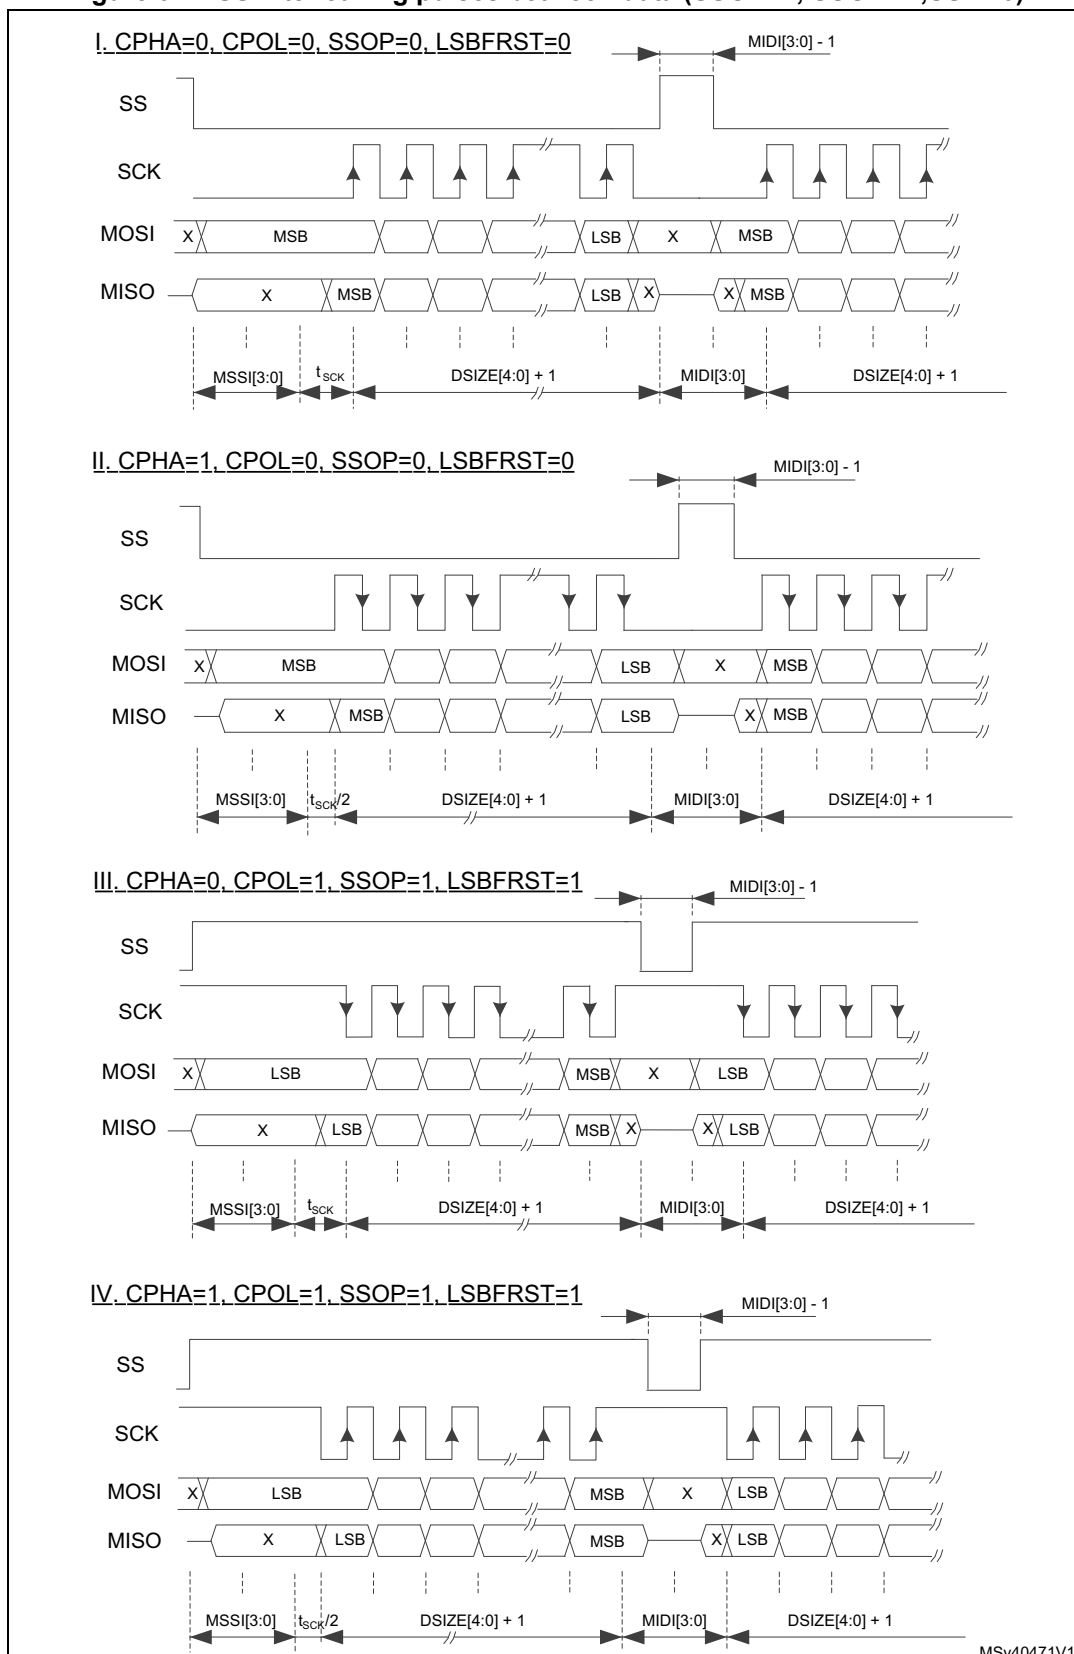 I. CPHA=0, CPOL=0, SSOP=0, LSBFRST=0
MIDI[3:0] - 1
SS
SCK
MOSI X MSB LSB X MSB
MISO X MSB LSB X X MSB
MSSI[3:0] tSCK DSIZE[4:0] + 1 MIDI[3:0] DSIZE[4:0] + 1
II. CPHA=1, CPOL=0, SSOP=0, LSBFRST=0
MIDI[3:0] - 1
SS
SCK
MOSI X MSB LSB X MSB
MISO X MSB LSB X MSB
MSSI[3:0] tSCK/2 DSIZE[4:0] + 1 MIDI[3:0] DSIZE[4:0] + 1
III. CPHA=0, CPOL=1, SSOP=1, LSBFRST=1
MIDI[3:0] - 1
SS
SCK
MOSI X LSB MSB X LSB
MISO X LSB MSB X X LSB
MSSI[3:0] tSCK DSIZE[4:0] + 1 MIDI[3:0] DSIZE[4:0] + 1
IV. CPHA=1, CPOL=1, SSOP=1, LSBFRST=1
MIDI[3:0] - 1
SS
SCK
MOSI X LSB MSB X LSB
MISO X LSB MSB X LSB
MSSI[3:0] tSCK/2 DSIZE[4:0] + 1 MIDI[3:0] DSIZE[4:0] + 1
MSv40471V1